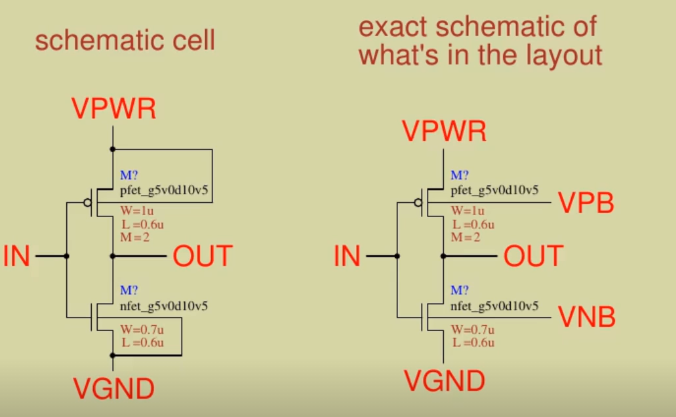 schematic cell
exact schematic of
what's in the layout
VPWR
M?
pfet_g5v0d10v5
W=1u
L=0.6u
M=2
IN
OUT
M?
nfet_g5v0d10v5
W=0.7u
L=0.6u
VGND
VPWR
M?
pfet_g5v0d10v5
VPB
W=1u
L=0.6u
M=2
IN
OUT
M?
nfet_g5v0d10v5
VNB
W=0.7u
L=0.6u
VGND